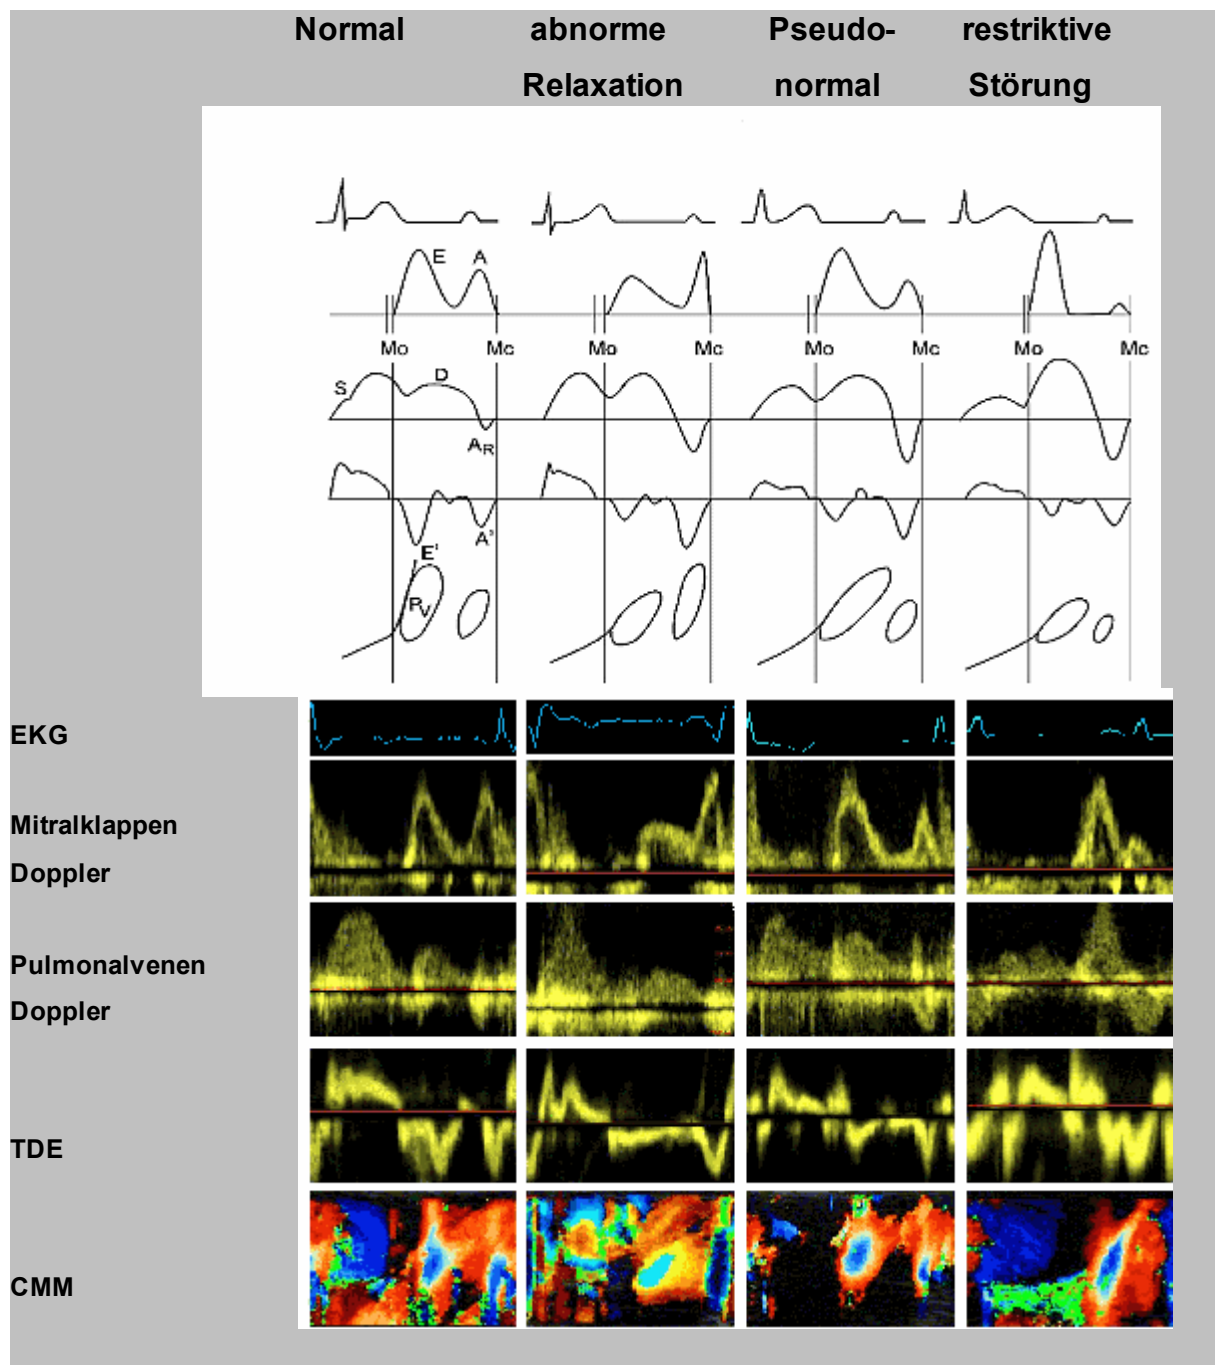 Normal abnorme Pseudo- restriktive
Relaxation normal Störung
E A
Mo Mc Mo Mc Mo Mc Mo Mc
S D
AR
A'
E'
PV
EKG
Mitralklappen
Doppler
Pulmonalvenen
Doppler
TDE
CMM